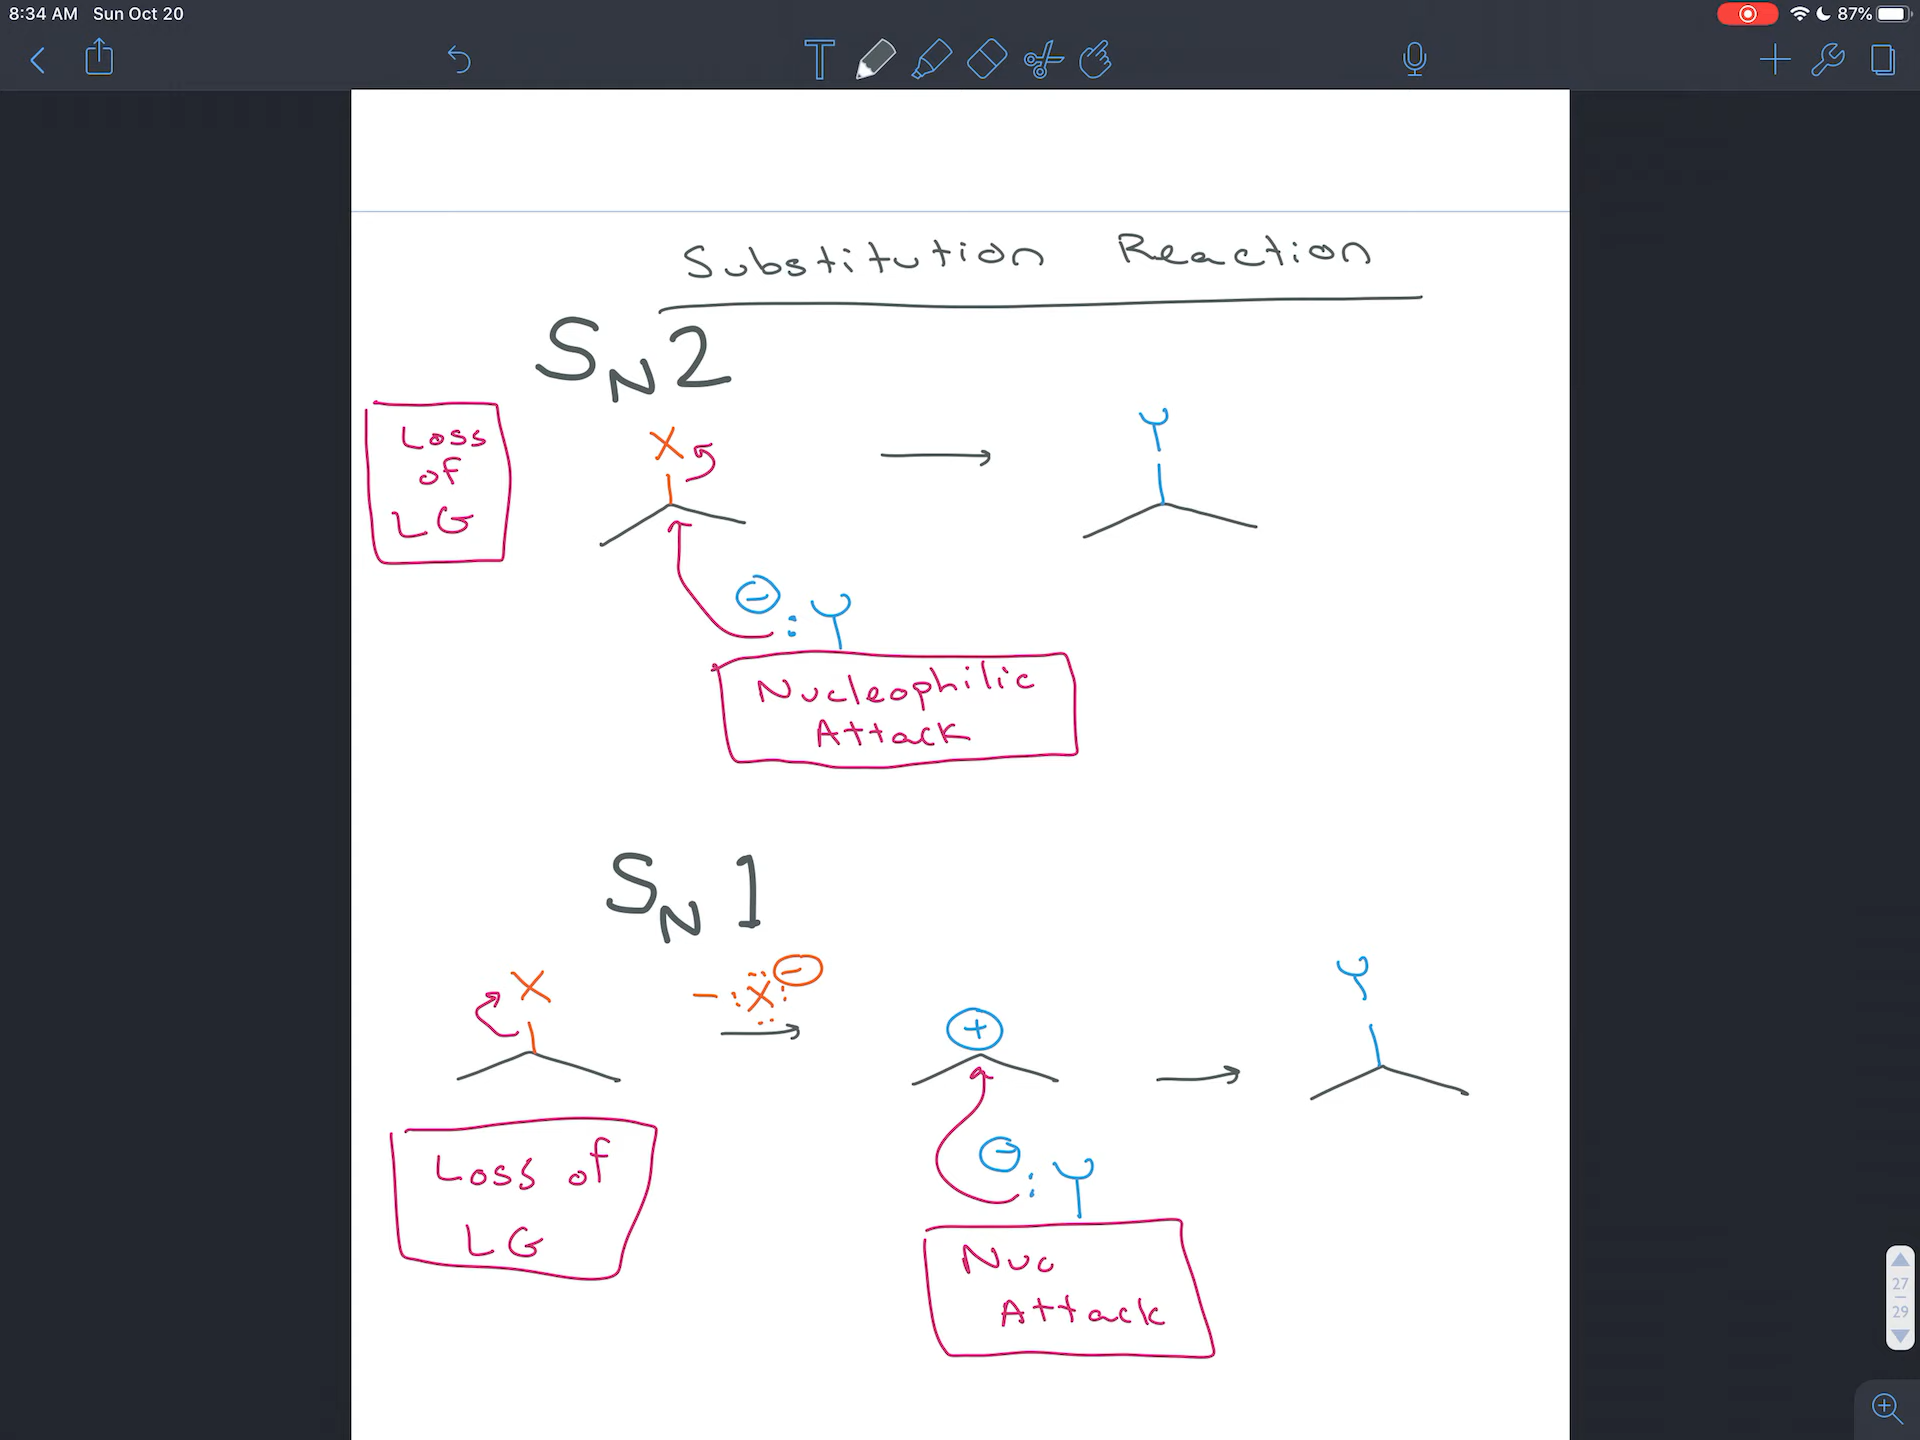 8:34 AM Sun Oct 20
87%
T
Substitution Reaction
SN2
Loss
of
LG
X
Y
− : Y
Nucleophilic
Attack
SN1
X
− :X: −
+
Y
Loss of
LG
− : Y
Nuc
Attack
27
29